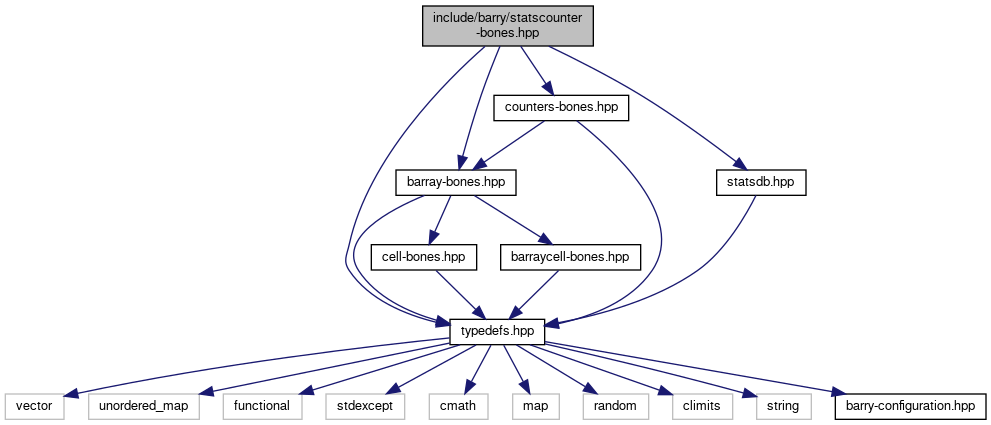 include/barry/statscounter
-bones.hpp
counters-bones.hpp
barray-bones.hpp
statsdb.hpp
cell-bones.hpp
barraycell-bones.hpp
typedefs.hpp
vector
unordered_map
functional
stdexcept
cmath
map
random
climits
string
barry-configuration.hpp